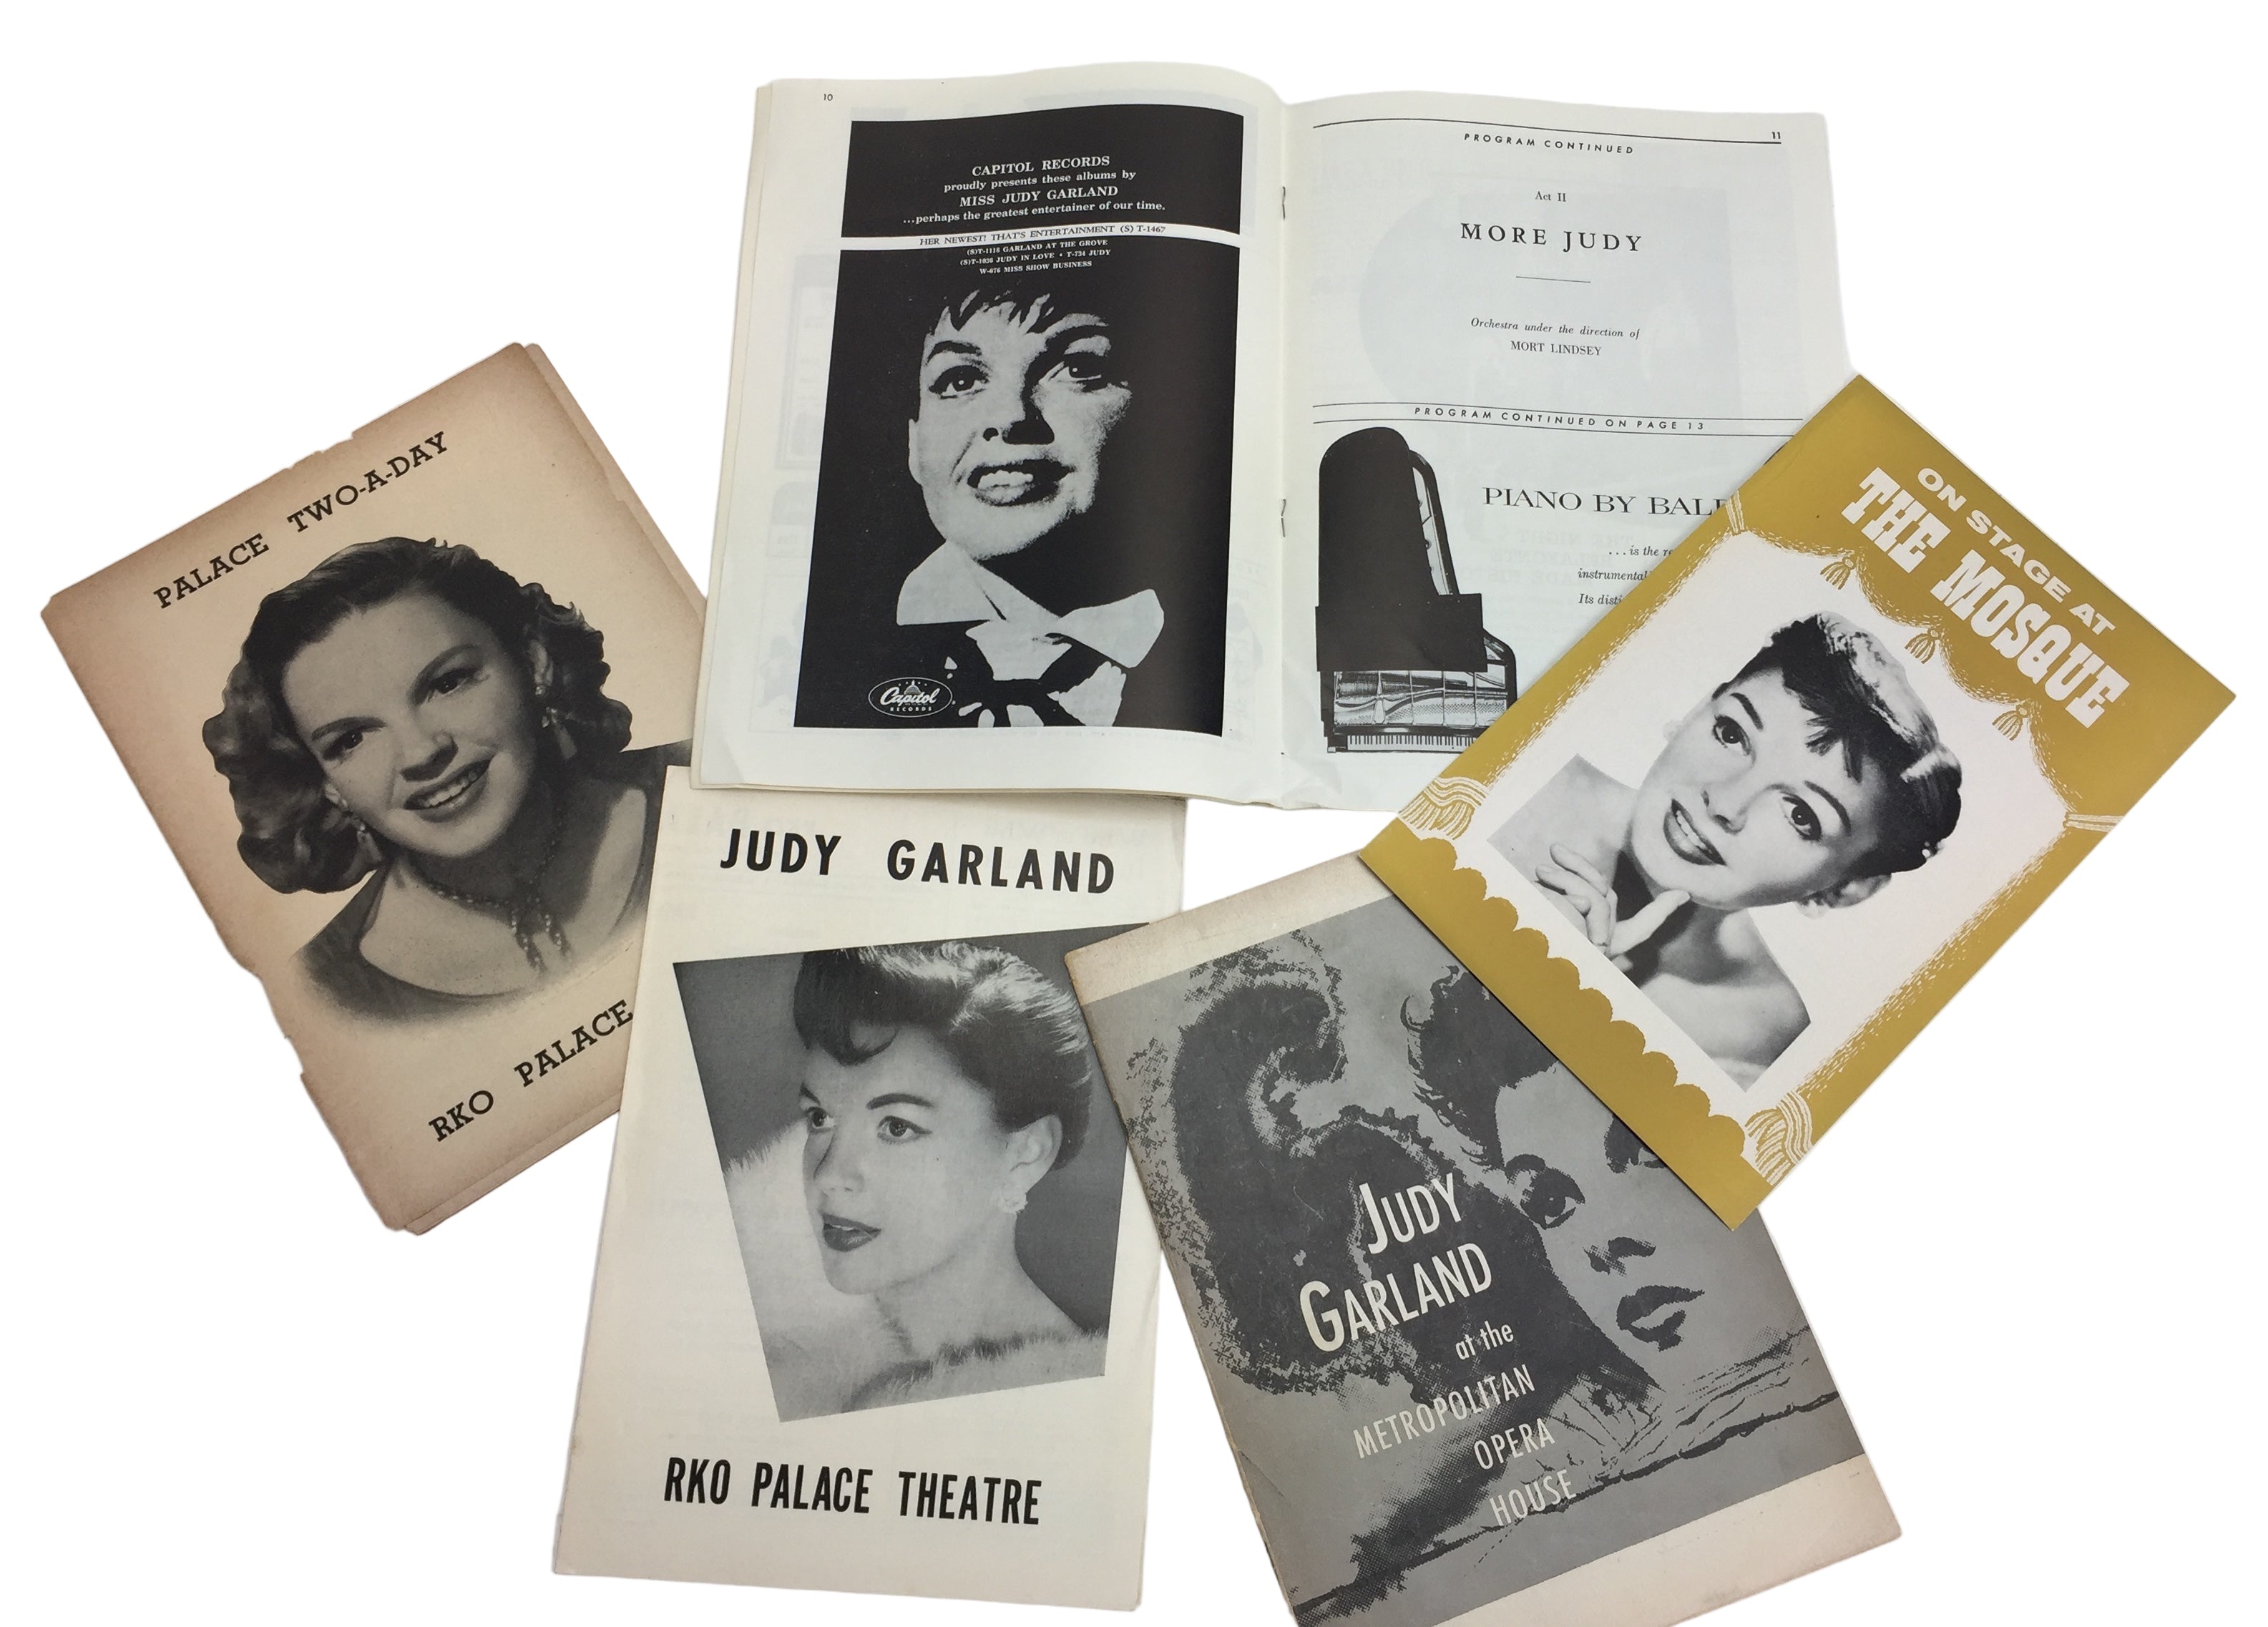 10
CAPITOL RECORDS
proudly presents these albums by
MISS JUDY GARLAND
...perhaps the greatest entertainer of our time.
HER NEWEST! THAT'S ENTERTAINMENT (S) T-1467
(S)T-1118 GARLAND AT THE GROVE
(S)T-1036 JUDY IN LOVE • T-734 JUDY
W-676 MISS SHOW BUSINESS
Capitol
RECORDS
11
PROGRAM CONTINUED
Act II
MORE JUDY
Orchestra under the direction of
MORT LINDSEY
PROGRAM CONTINUED ON PAGE 13
PIANO BY
...is the
instrumental
Its
PALACE TWO-A-DAY
RKO PALACE
ON STAGE AT
THE MOSQUE
JUDY GARLAND
RKO PALACE THEATRE
JUDY
GARLAND
at the
METROPOLITAN
OPERA
HOUSE